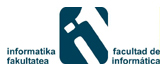 informatika
fakultatea
facultad de
informática